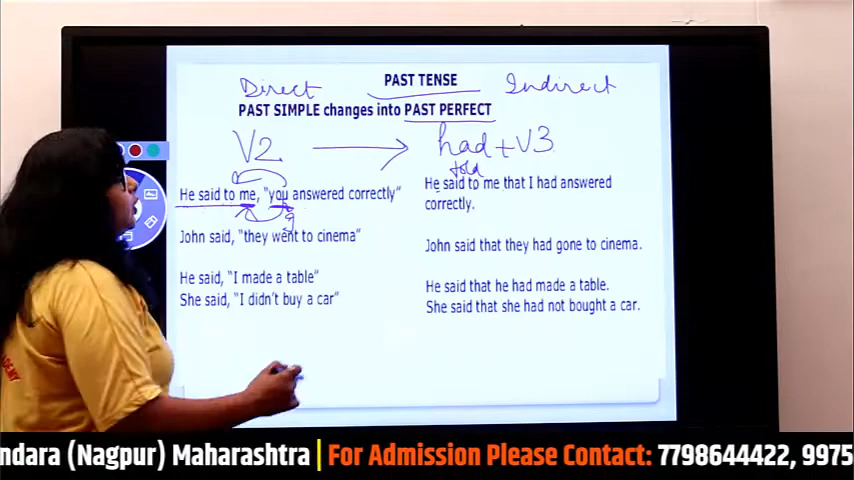 PAST TENSE
Direct
Indirect
PAST SIMPLE changes into PAST PERFECT
V2 → had + V3
told
He said to me, “you answered correctly”
He said to me that I had answered
correctly.
John said, “they went to cinema”
John said that they had gone to cinema.
He said, “I made a table”
He said that he had made a table.
She said, “I didn't buy a car”
She said that she had not bought a car.
ndara (Nagpur) Maharashtra | For Admission Please Contact: 7798644422, 9975